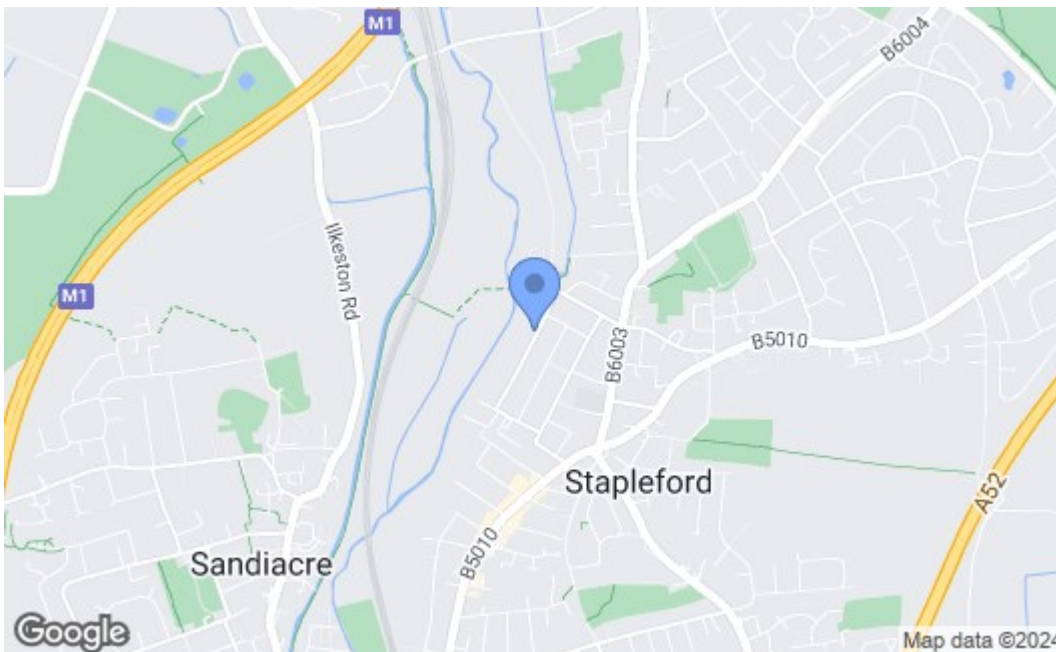 M1
B6004
Ilkeston Rd
M1
B6003
B5010
Stapleford
A52
B5010
Sandiacre
Google
Map data ©2024